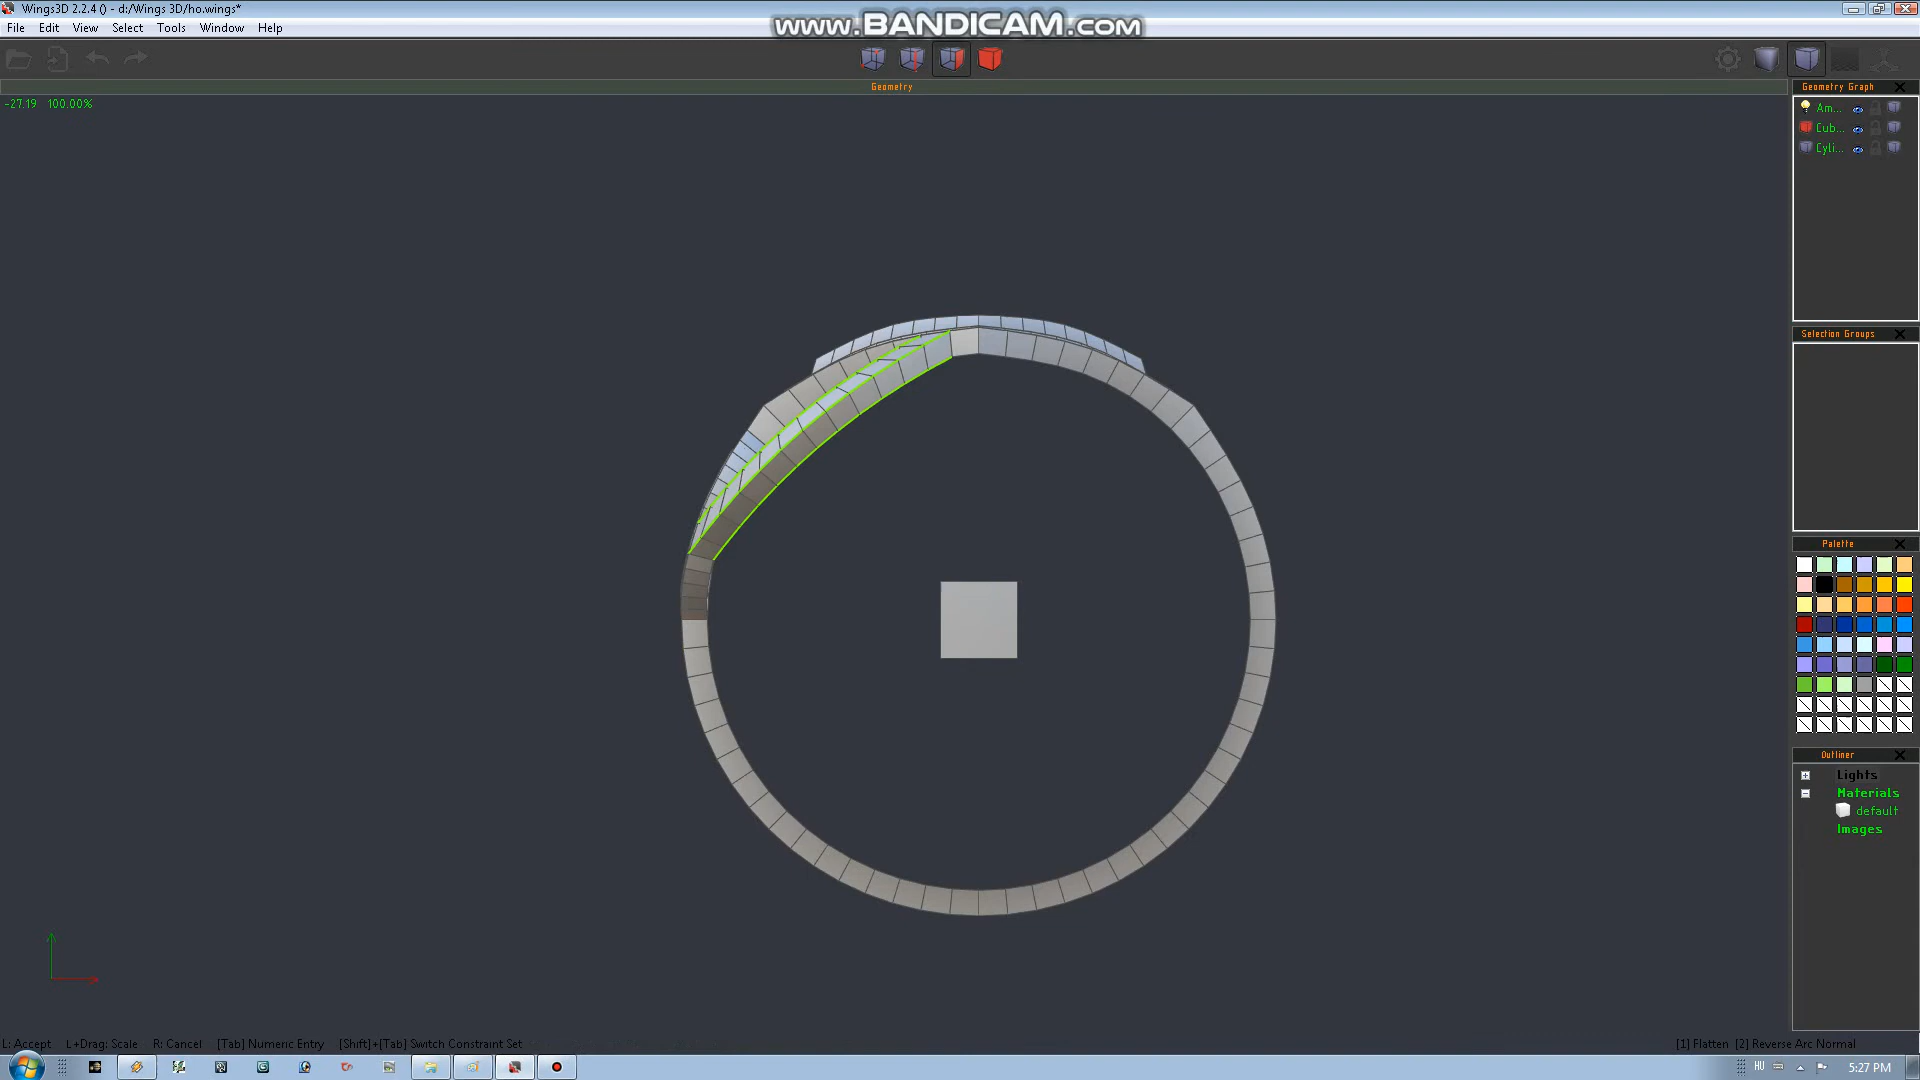 Wings3D 2.2.4 () - d:/Wings 3D/ho.wings*
www.BANDICAM.com
File Edit View Select Tools Window Help
Geometry
Geometry Graph
-27.19 100.00%
Am...
Cub...
Cyli...
Selection Groups
Palette
Outliner
Lights
Materials
default
Images
L: Accept L+Drag: Scale R: Cancel [Tab] Numeric Entry [Shift]+[Tab] Switch Constraint Set
[1] Flatten [2] Reverse Arc Normal
HU
5:27 PM